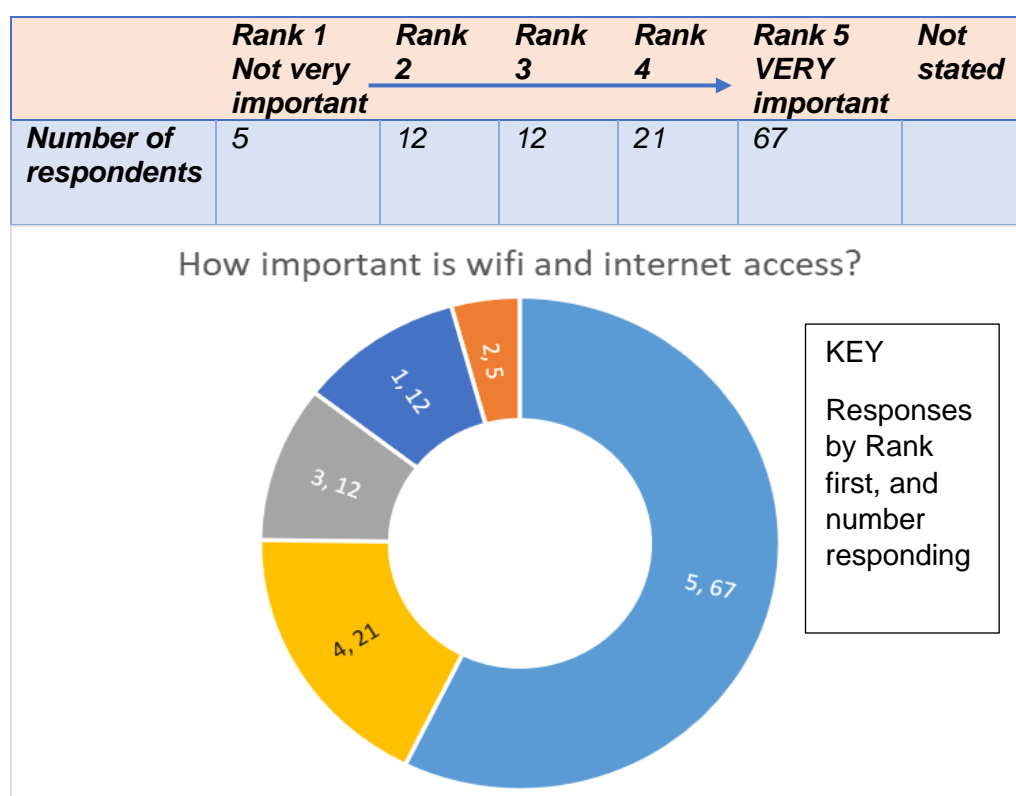 Rank 1 Rank Rank Rank Rank 5 Not
Not very 2 3 4 VERY stated
important important
Number of 5 12 12 21 67
respondents
How important is wifi and internet access?
2, 5
1, 12
3, 12
4, 21
5, 67
KEY
Responses
by Rank
first, and
number
responding